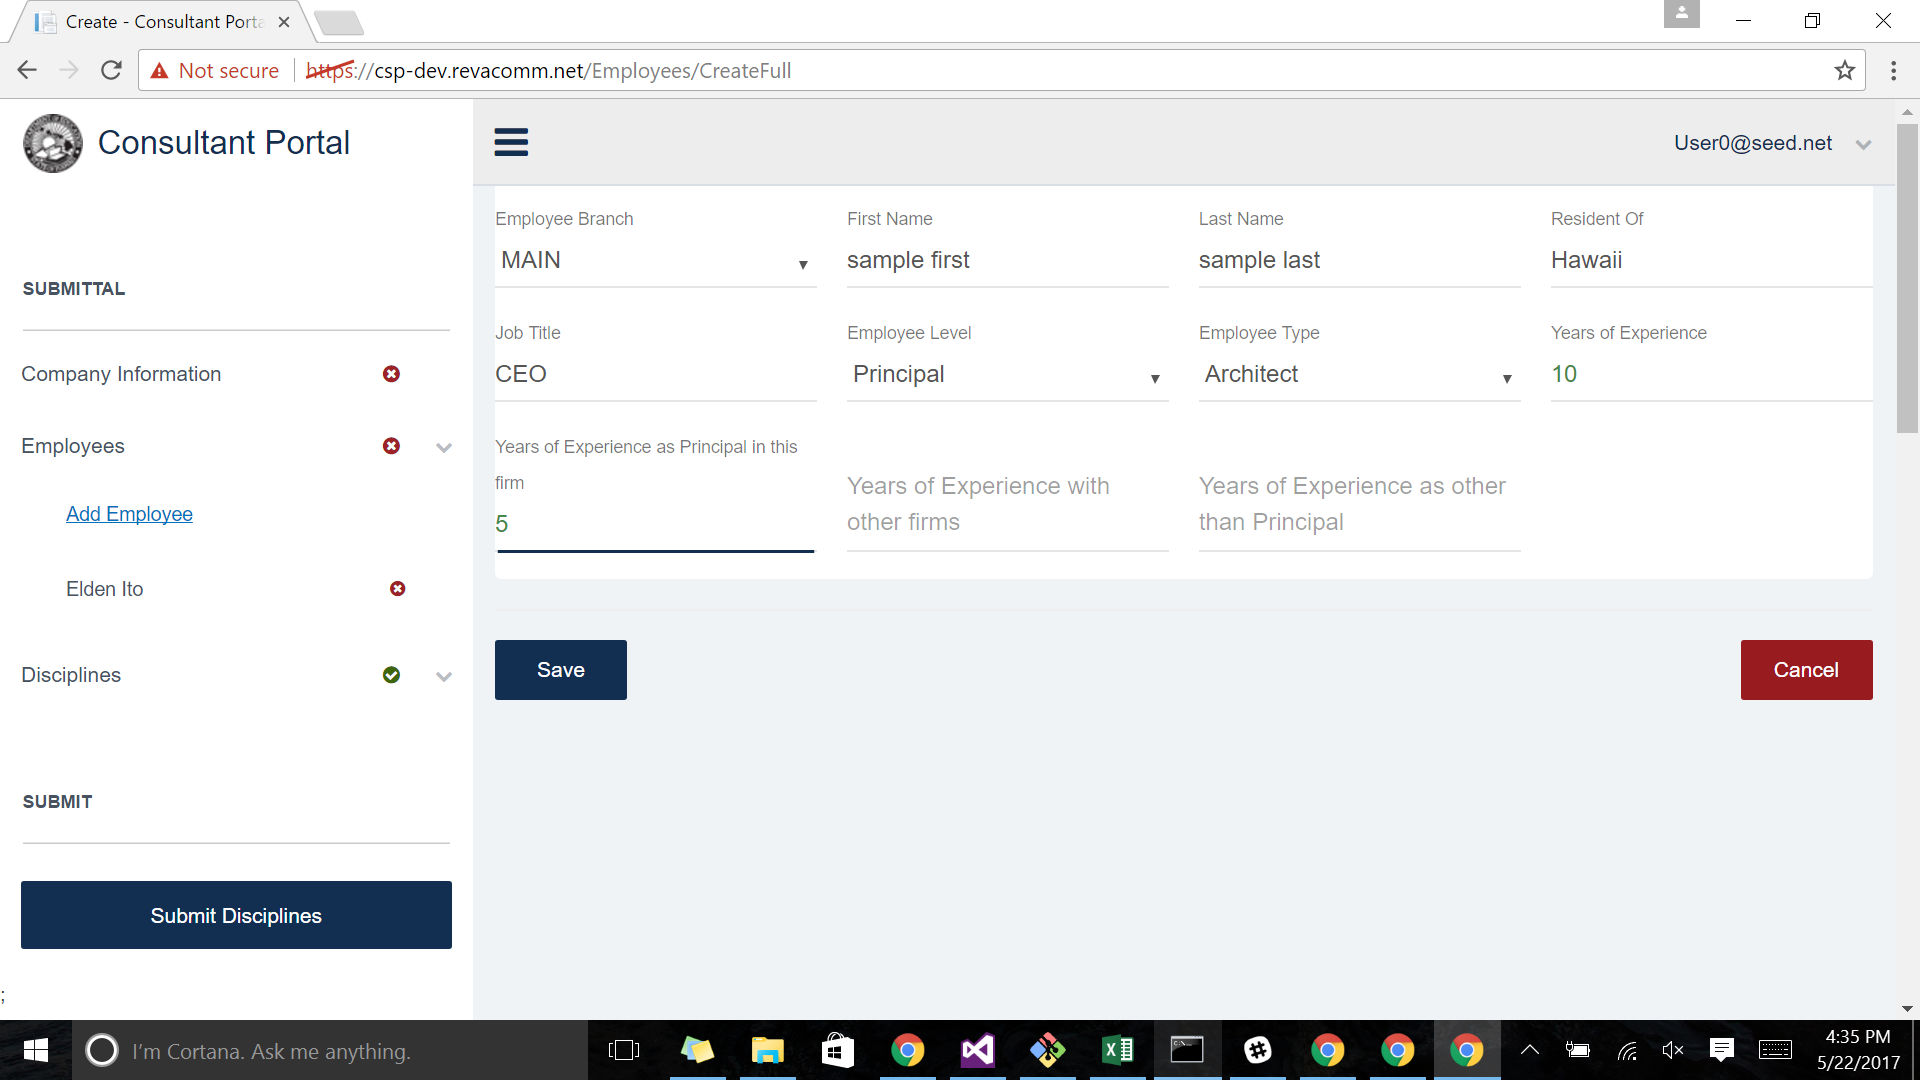 Create - Consultant Porta
Not secure https://csp-dev.revacomm.net/Employees/CreateFull
Consultant Portal
User0@seed.net
SUBMITTAL
Company Information
Employees
Add Employee
Elden Ito
Disciplines
SUBMIT
Submit Disciplines
;
Employee Branch First Name Last Name Resident Of
MAIN sample first sample last Hawaii
Job Title Employee Level Employee Type Years of Experience
CEO Principal Architect 10
Years of Experience as Principal in this
firm
5
Years of Experience with
other firms
Years of Experience as other
than Principal
Save Cancel
I'm Cortana. Ask me anything.
4:35 PM
5/22/2017